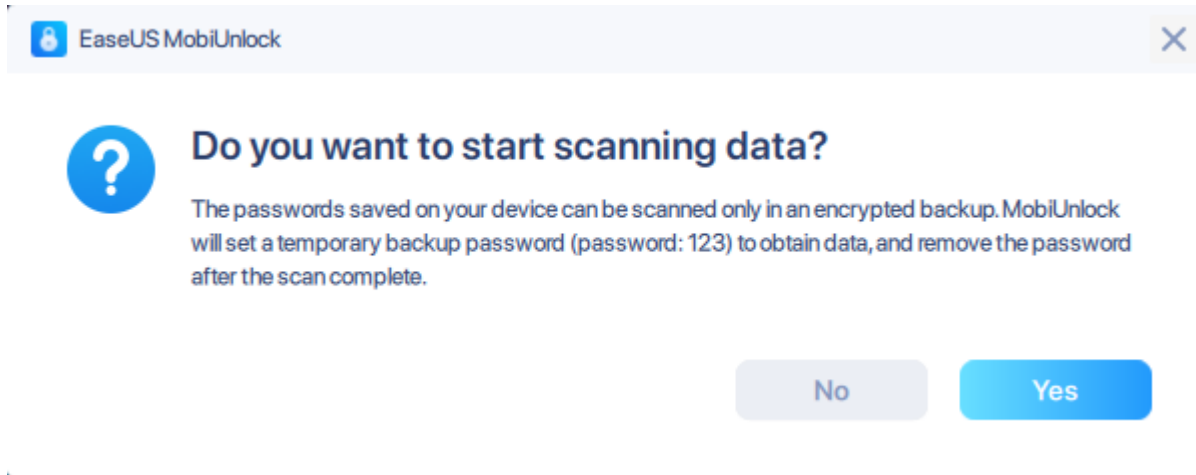 EaseUS MobiUnlock
Do you want to start scanning data?
The passwords saved on your device can be scanned only in an encrypted backup. MobiUnlock
will set a temporary backup password (password: 123) to obtain data, and remove the password
after the scan complete.
No
Yes